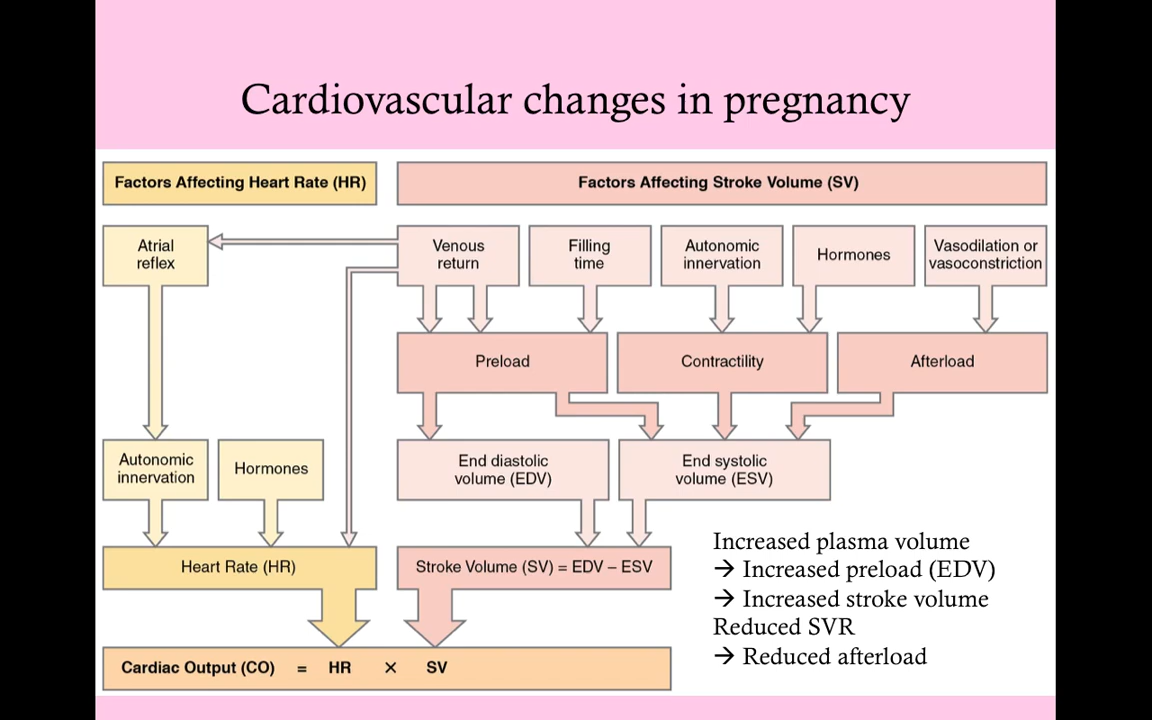 Cardiovascular changes in pregnancy
Factors Affecting Heart Rate (HR)
Factors Affecting Stroke Volume (SV)
Atrial
reflex
Venous
return
Filling
time
Autonomic
innervation
Hormones
Vasodilation or
vasoconstriction
Preload
Contractility
Afterload
Autonomic
innervation
Hormones
End diastolic
volume (EDV)
End systolic
volume (ESV)
Heart Rate (HR)
Stroke Volume (SV) = EDV – ESV
Cardiac Output (CO) = HR × SV
Increased plasma volume
→ Increased preload (EDV)
→ Increased stroke volume
Reduced SVR
→ Reduced afterload